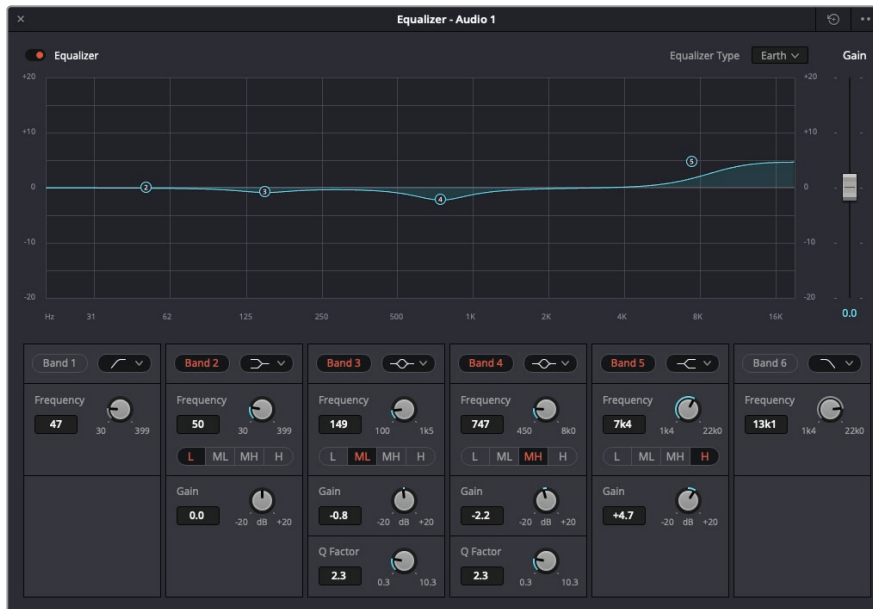 × Equalizer - Audio 1
Equalizer Equalizer Type Earth Gain
+20 +20
+10 +10
0 0
-10 -10
-20 -20
2 3 4 5
Hz 31 62 125 250 500 1K 2K 4K 8K 16K 0.0
Band 1 Band 2 Band 3 Band 4 Band 5 Band 6
Frequency Frequency Frequency Frequency Frequency Frequency
47 30 399 50 30 399 149 100 1k5 747 450 8k0 7k4 1k4 22k0 13k1 1k4 22k0
L ML MH H L ML MH H L ML MH H L ML MH H
Gain Gain Gain Gain
0.0 -20 dB +20 -0.8 -20 dB +20 -2.2 -20 dB +20 +4.7 -20 dB +20
Q Factor Q Factor
2.3 0.3 10.3 2.3 0.3 10.3